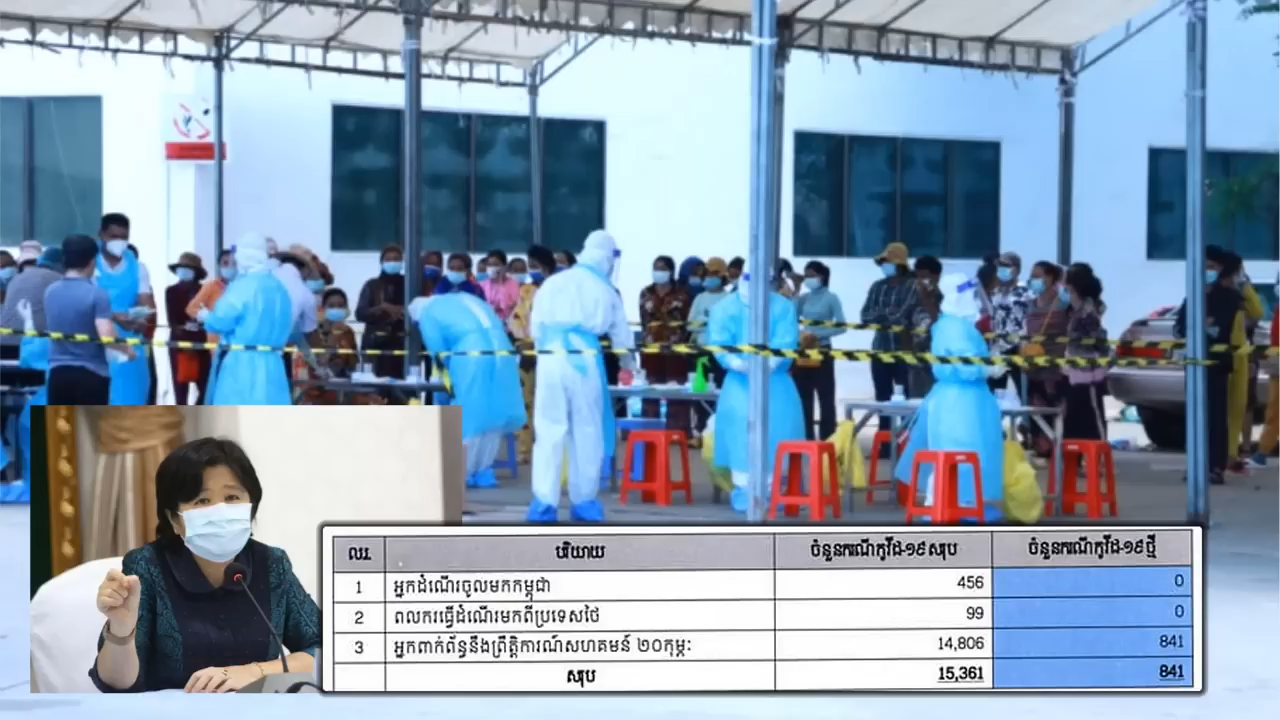 ល.រ. បរិយាយ ចំនួនករណីកូវីដ-១៩សរុប ចំនួនករណីកូវីដ-១៩ថ្មី
1 អ្នកដំណើរចូលមកកម្ពុជា 456 0
2 ពលករធ្វើដំណើរមកពីប្រទេសថៃ 99 0
3 អ្នកពាក់ព័ន្ធនឹងព្រឹត្តិការណ៍សហគមន៍ ២០កុម្ភៈ 14,806 841
សរុប 15,361 841